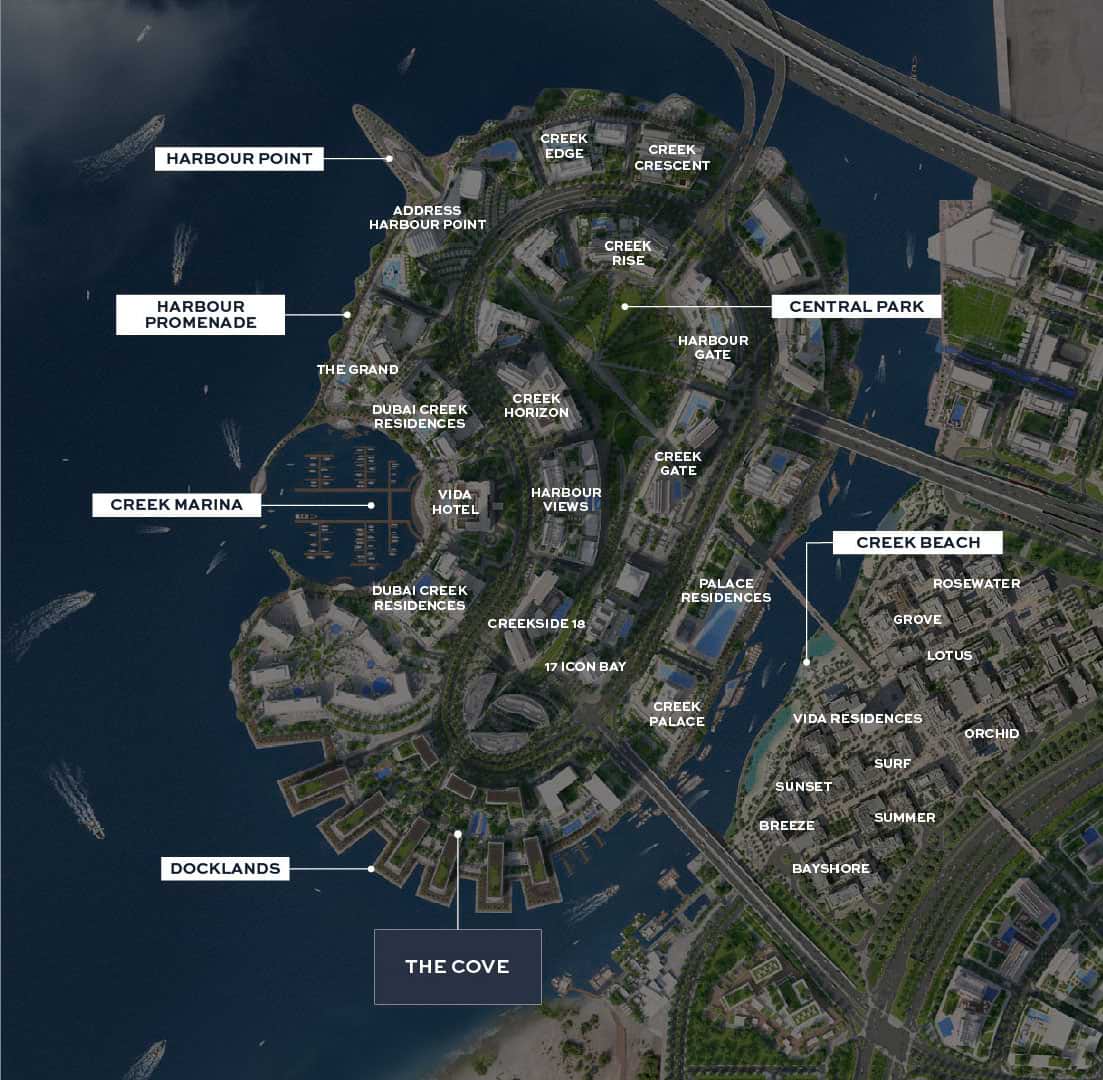 CREEK
EDGE
CREEK
CRESCENT
HARBOUR POINT
ADDRESS
HARBOUR POINT
CREEK
RISE
HARBOUR
PROMENADE
CENTRAL PARK
HARBOUR
GATE
THE GRAND
DUBAI CREEK
RESIDENCES
CREEK
HORIZON
CREEK
GATE
CREEK MARINA
VIDA
HOTEL
HARBOUR
VIEWS
CREEK BEACH
DUBAI CREEK
RESIDENCES
PALACE
RESIDENCES
ROSEWATER
GROVE
CREEKSIDE 18
LOTUS
17 ICON BAY
CREEK
PALACE
VIDA RESIDENCES
ORCHID
SURF
SUNSET
BREEZE
SUMMER
BAYSHORE
DOCKLANDS
THE COVE